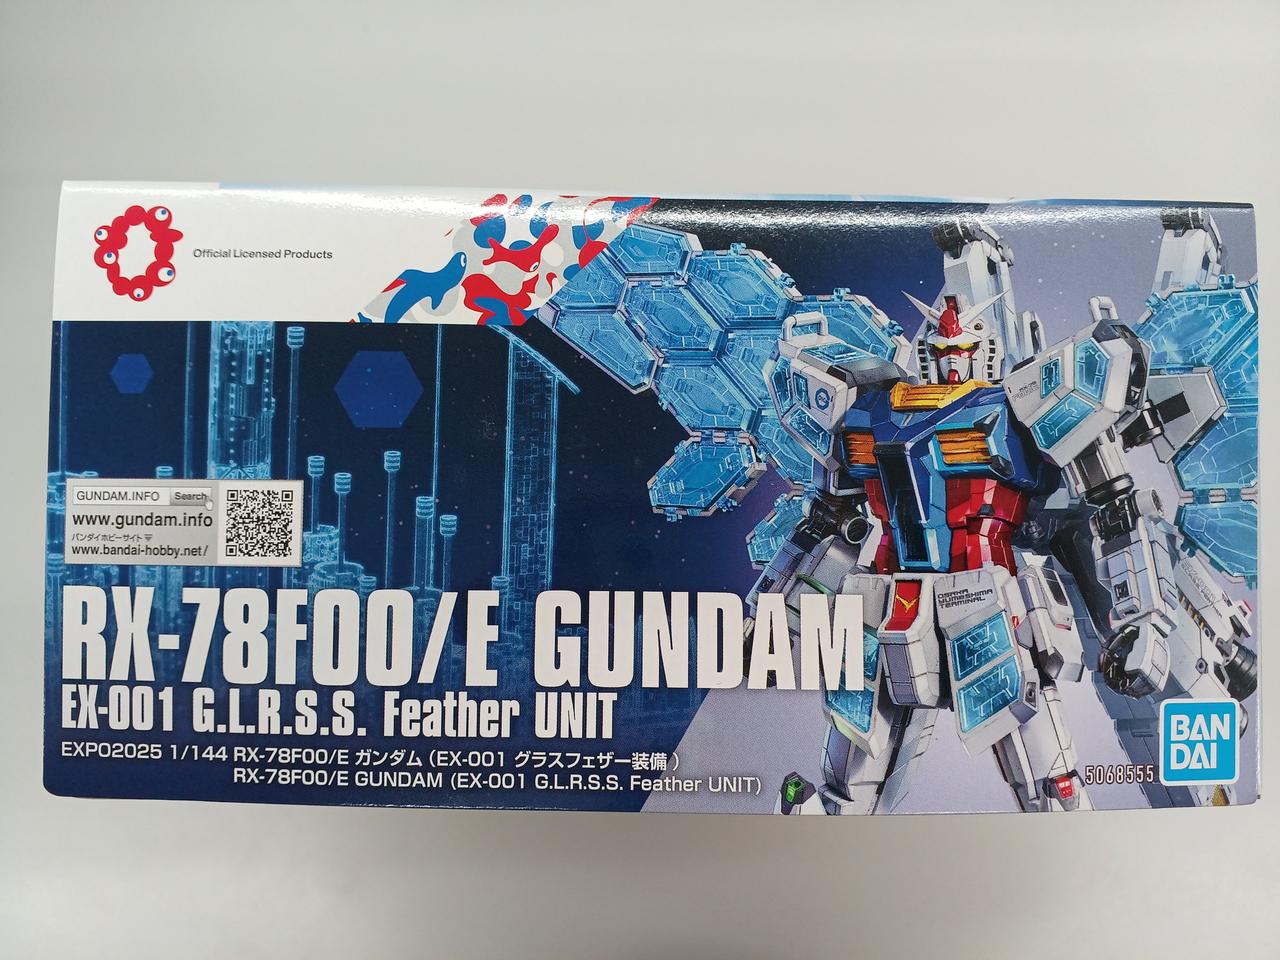 Official Licensed Products
GUNDAM.INFO Search
www.gundam.info
バンダイホビーサイト
www.bandai-hobby.net/
OSAKA
YUMESHIMA
TERMINAL
RX-78F00/E GUNDAM
EX-001 G.L.R.S.S. Feather UNIT
EXPO2025 1/144 RX-78F00/E ガンダム（EX-001 グラスフェザー装備）
RX-78F00/E GUNDAM (EX-001 G.L.R.S.S. Feather UNIT)
5068555
BAN
DAI